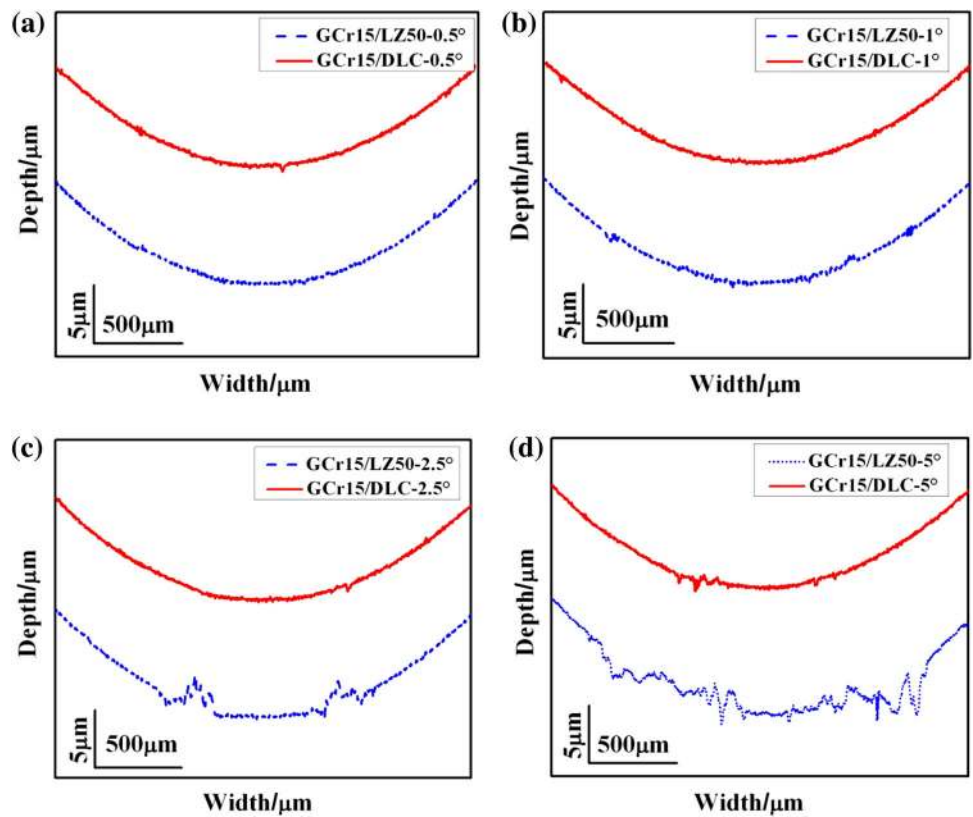 (a)
GCr15/LZ50-0.5°
GCr15/DLC-0.5°
Depth/μm
5μm
500μm
Width/μm
(b)
GCr15/LZ50-1°
GCr15/DLC-1°
Depth/μm
5μm
500μm
Width/μm
(c)
GCr15/LZ50-2.5°
GCr15/DLC-2.5°
Depth/μm
5μm
500μm
Width/μm
(d)
GCr15/LZ50-5°
GCr15/DLC-5°
Depth/μm
5μm
500μm
Width/μm